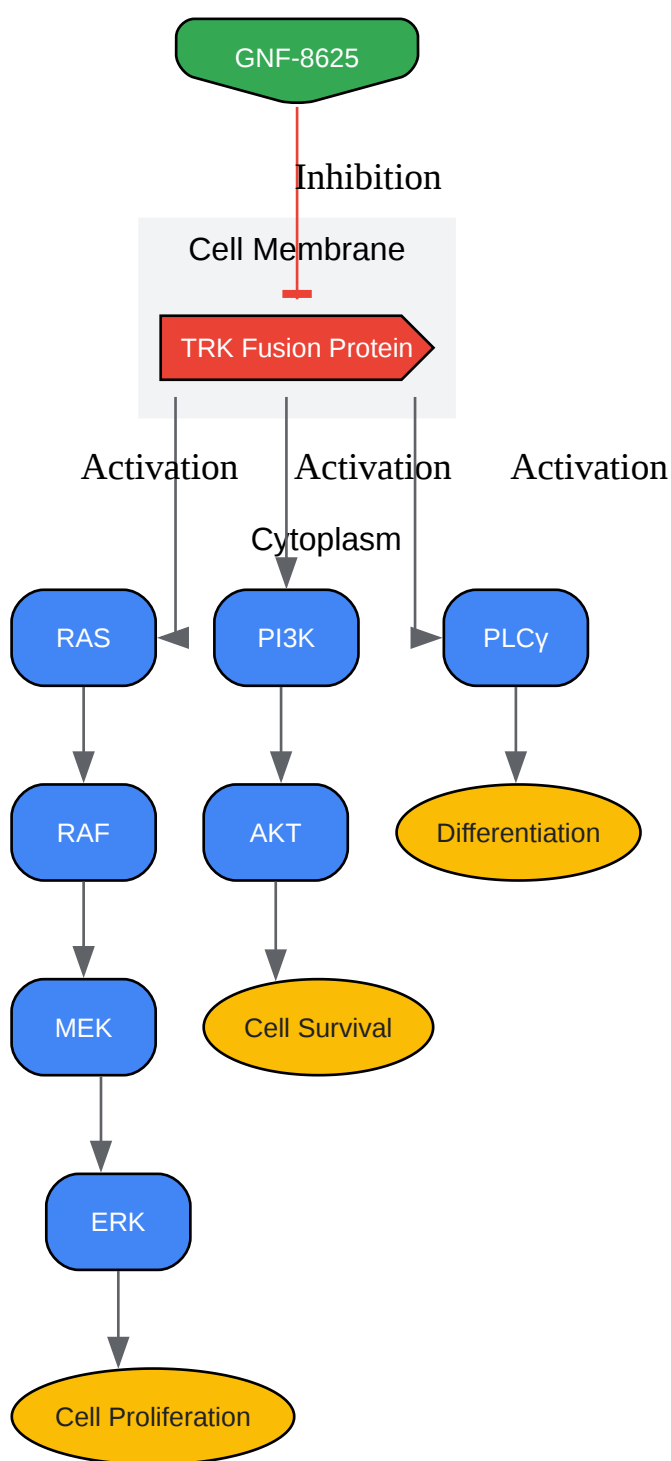 GNF-8625
Inhibition
Cell Membrane
TRK Fusion Protein
Activation
Activation
Activation
Cytoplasm
RAS
PI3K
PLCγ
RAF
AKT
Differentiation
MEK
Cell Survival
ERK
Cell Proliferation